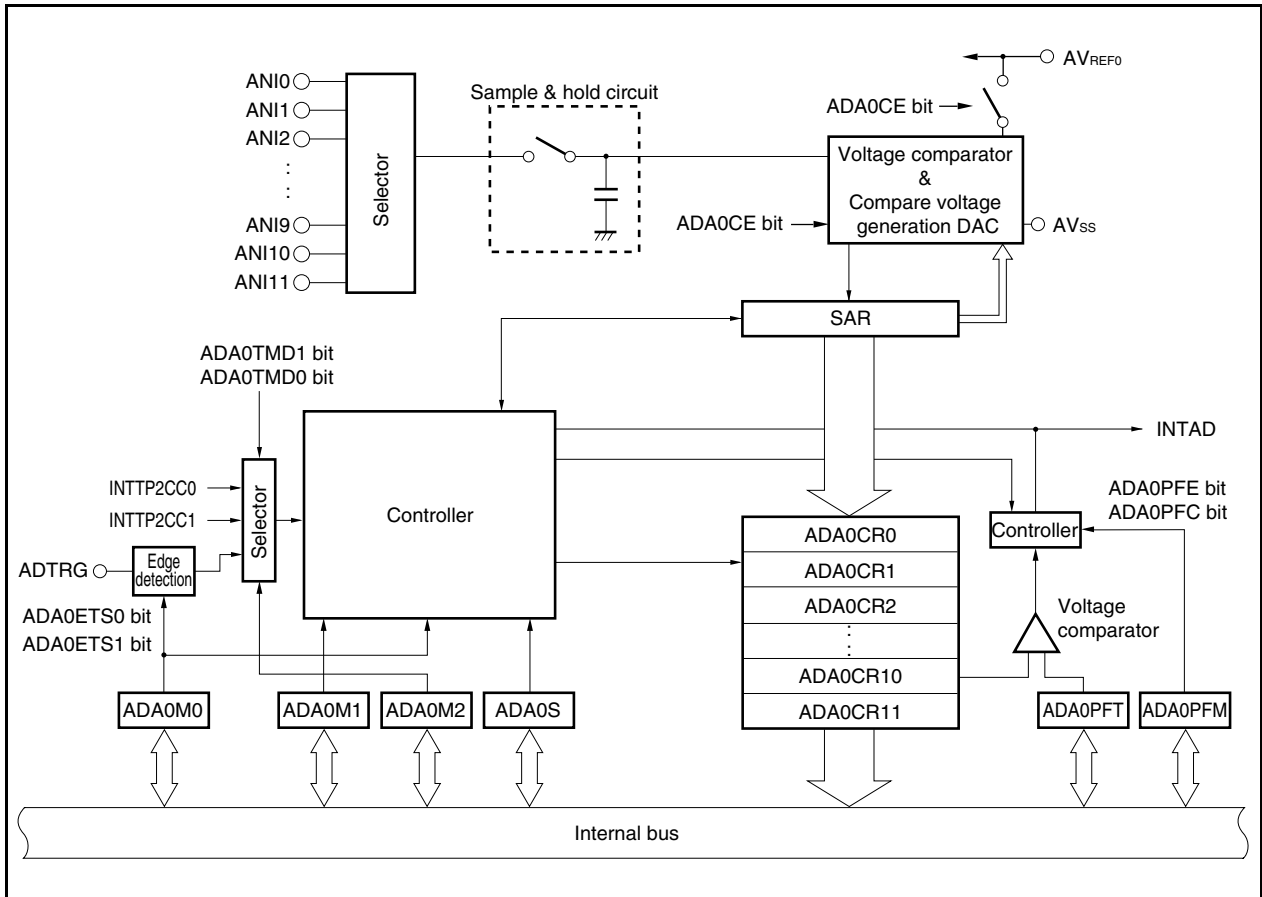 ANI0
ANI1
ANI2
ANI9
ANI10
ANI11
Selector
Sample & hold circuit
AVREF0
ADA0CE bit
Voltage comparator
&
Compare voltage
generation DAC
ADA0CE bit
AVSS
SAR
ADA0TMD1 bit
ADA0TMD0 bit
INTTP2CC0
INTTP2CC1
ADTRG
Edge
detection
Selector
ADA0ETS0 bit
ADA0ETS1 bit
Controller
INTAD
ADA0PFE bit
ADA0PFC bit
Controller
Voltage
comparator
ADA0CR0
ADA0CR1
ADA0CR2
ADA0CR10
ADA0CR11
ADA0M0
ADA0M1
ADA0M2
ADA0S
ADA0PFT
ADA0PFM
Internal bus